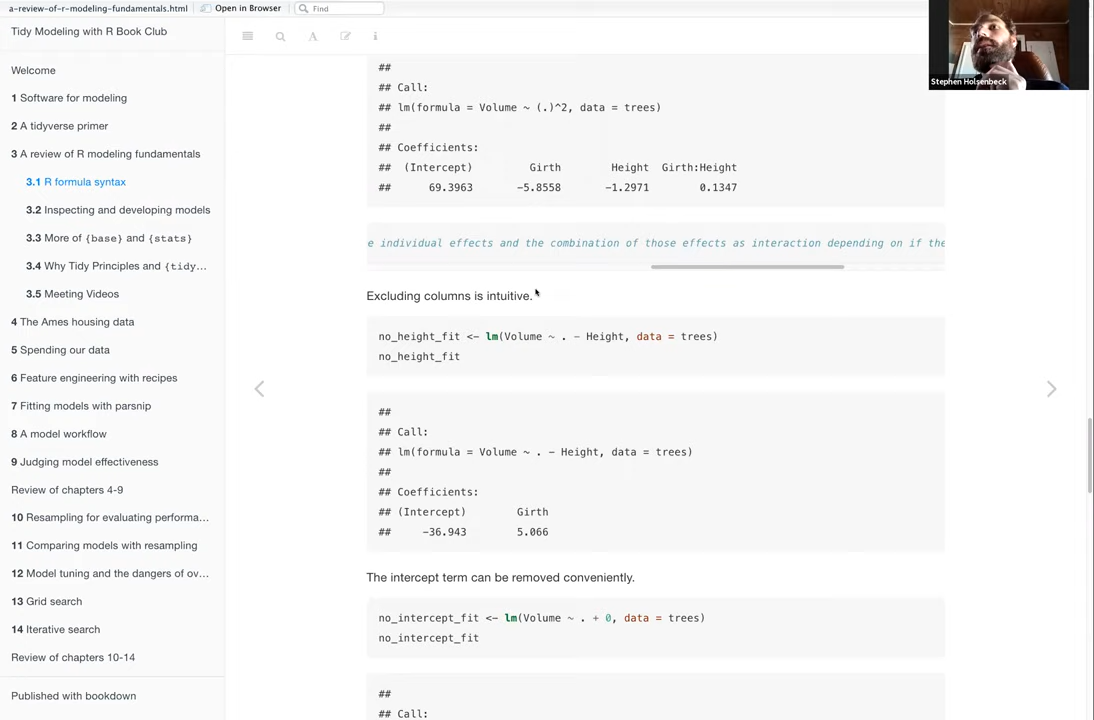 a-review-of-r-modeling-fundamentals.html
Open in Browser
Find
Tidy Modeling with R Book Club
Welcome
1 Software for modeling
2 A tidyverse primer
3 A review of R modeling fundamentals
3.1 R formula syntax
3.2 Inspecting and developing models
3.3 More of {base} and {stats}
3.4 Why Tidy Principles and {tidy…
3.5 Meeting Videos
4 The Ames housing data
5 Spending our data
6 Feature engineering with recipes
7 Fitting models with parsnip
8 A model workflow
9 Judging model effectiveness
Review of chapters 4-9
10 Resampling for evaluating performa…
11 Comparing models with resampling
12 Model tuning and the dangers of ov…
13 Grid search
14 Iterative search
Review of chapters 10-14
Published with bookdown
##
## Call:
## lm(formula = Volume ~ (.)^2, data = trees)
##
## Coefficients:
## (Intercept) Girth Height Girth:Height
## 69.3963 -5.8558 -1.2971 0.1347
e individual effects and the combination of those effects as interaction depending on if the
Excluding columns is intuitive.
no_height_fit <- lm(Volume ~ . - Height, data = trees)
no_height_fit
##
## Call:
## lm(formula = Volume ~ . - Height, data = trees)
##
## Coefficients:
## (Intercept) Girth
## -36.943 5.066
The intercept term can be removed conveniently.
no_intercept_fit <- lm(Volume ~ . + 0, data = trees)
no_intercept_fit
##
## Call:
Stephen Holsenbeck